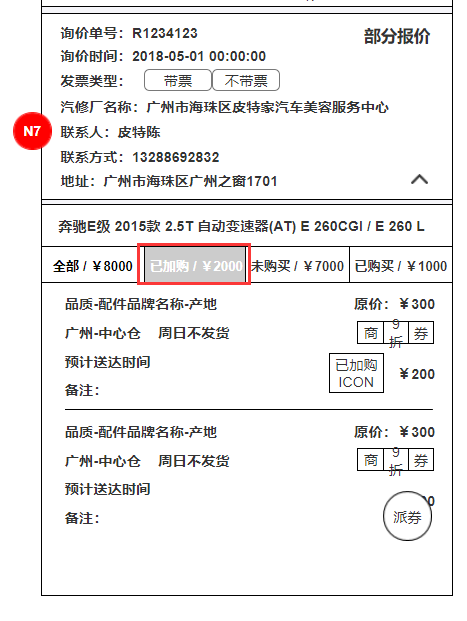 询价单号：R1234123
部分报价
询价时间：2018-05-01 00:00:00
发票类型： 带票 不带票
汽修厂名称：广州市海珠区皮特家汽车美容服务中心
N7
联系人：皮特陈
联系方式：13288692832
地址：广州市海珠区广州之窗1701
奔驰E级 2015款 2.5T 自动变速器(AT) E 260CGI / E 260 L
全部 / ￥8000 已加购 / ￥2000 未购买 / ￥7000 已购买 / ￥1000
品质-配件品牌名称-产地 原价：￥300
广州-中心仓 周日不发货 商 9折 券
预计送达时间 已加购ICON ￥200
备注：
品质-配件品牌名称-产地 原价：￥300
广州-中心仓 周日不发货 商 9折 券
预计送达时间
备注： 派券